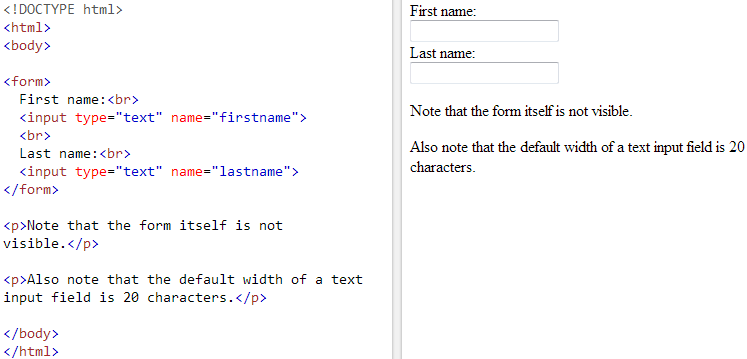 <!DOCTYPE html>
<html>
<body>
<form>
First name:<br>
<input type="text" name="firstname">
<br>
Last name:<br>
<input type="text" name="lastname">
</form>
<p>Note that the form itself is not
visible.</p>
<p>Also note that the default width of a text
input field is 20 characters.</p>
</body>
</html>
First name:
Last name:
Note that the form itself is not visible.
Also note that the default width of a text input field is 20
characters.